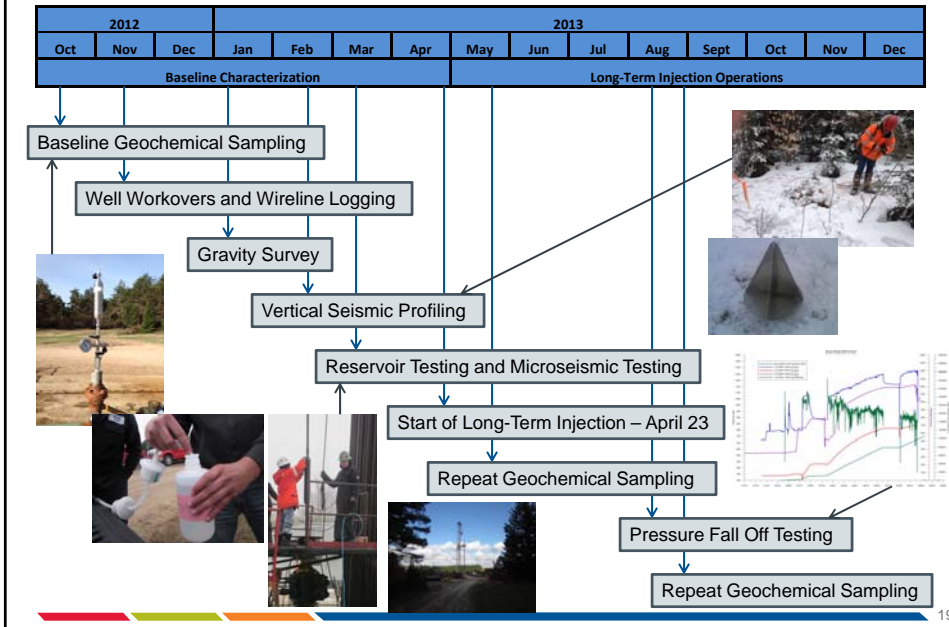 2012 2013
Oct Nov Dec Jan Feb Mar Apr May Jun Jul Aug Sept Oct Nov Dec
Baseline Characterization Long-Term Injection Operations
Baseline Geochemical Sampling
Well Workovers and Wireline Logging
Gravity Survey
Vertical Seismic Profiling
Reservoir Testing and Microseismic Testing
Start of Long-Term Injection – April 23
Repeat Geochemical Sampling
Pressure Fall Off Testing
Repeat Geochemical Sampling
19